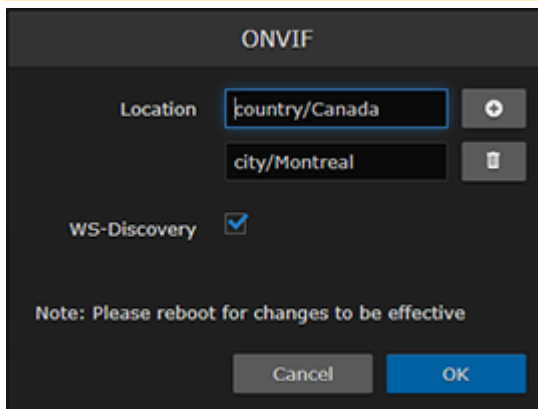 ONVIF
Location country/Canada
city/Montreal
WS-Discovery
Note: Please reboot for changes to be effective
Cancel OK